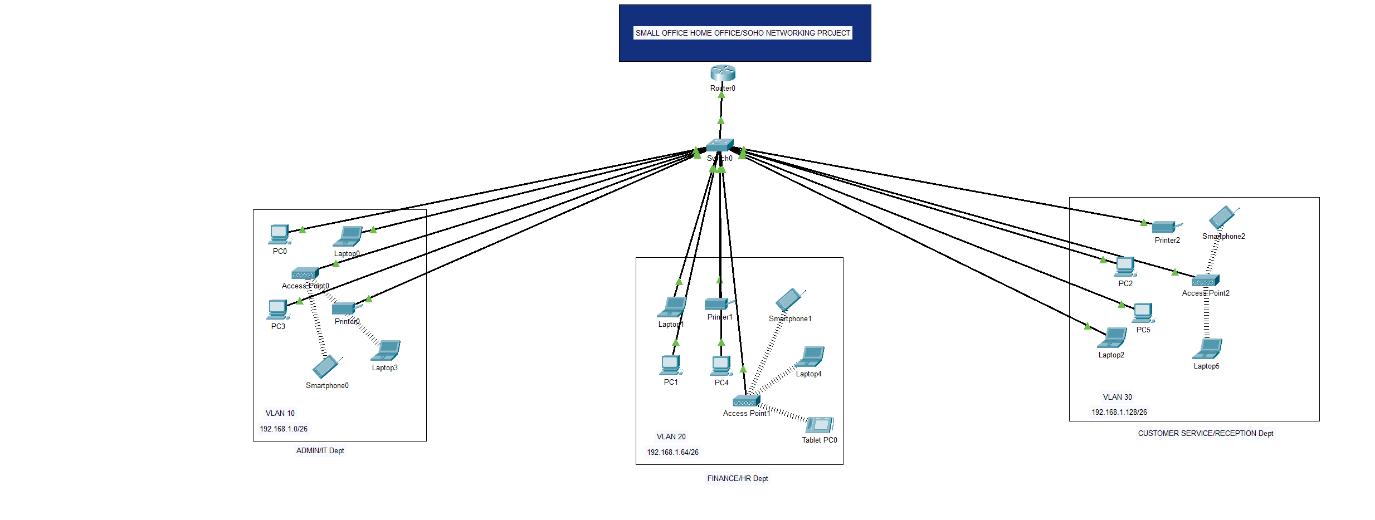 SMALL OFFICE HOME OFFICE/SOHO NETWORKING PROJECT
Router0
Switch0
PC0
Laptop0
Access Point0
PC3
Printer0
Laptop3
Smartphone0
VLAN 10
192.168.1.0/26
ADMIN/IT Dept
Laptop1
Printer1
Smartphone1
PC1
PC4
Laptop4
Access Point1
Tablet PC0
VLAN 20
192.168.1.64/26
FINANCE/HR Dept
Printer2
Smartphone2
PC2
Access Point2
PC5
Laptop2
Laptop5
VLAN 30
192.168.1.128/26
CUSTOMER SERVICE/RECEPTION Dept